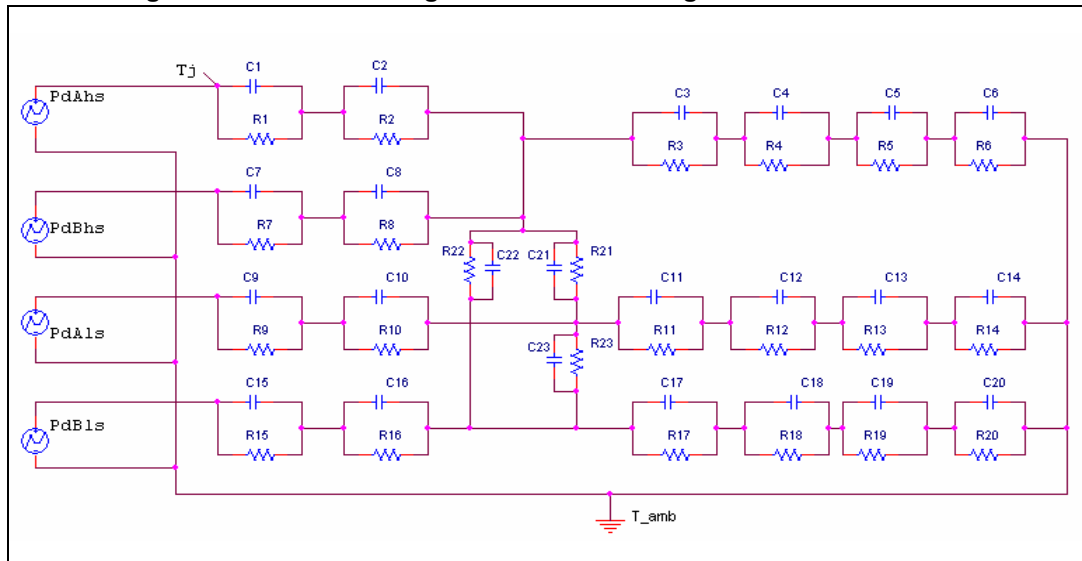 Tj
PdAhs
C1
C2
R1
R2
C3
C4
C5
C6
R3
R4
R5
R6
PdBhs
C7
C8
R7
R8
R22
C22
C21
R21
PdAls
C9
C10
R9
R10
C11
C12
C13
C14
R11
R12
R13
R14
C23
R23
PdBls
C15
C16
R15
R16
C17
C18
C19
C20
R17
R18
R19
R20
T_amb